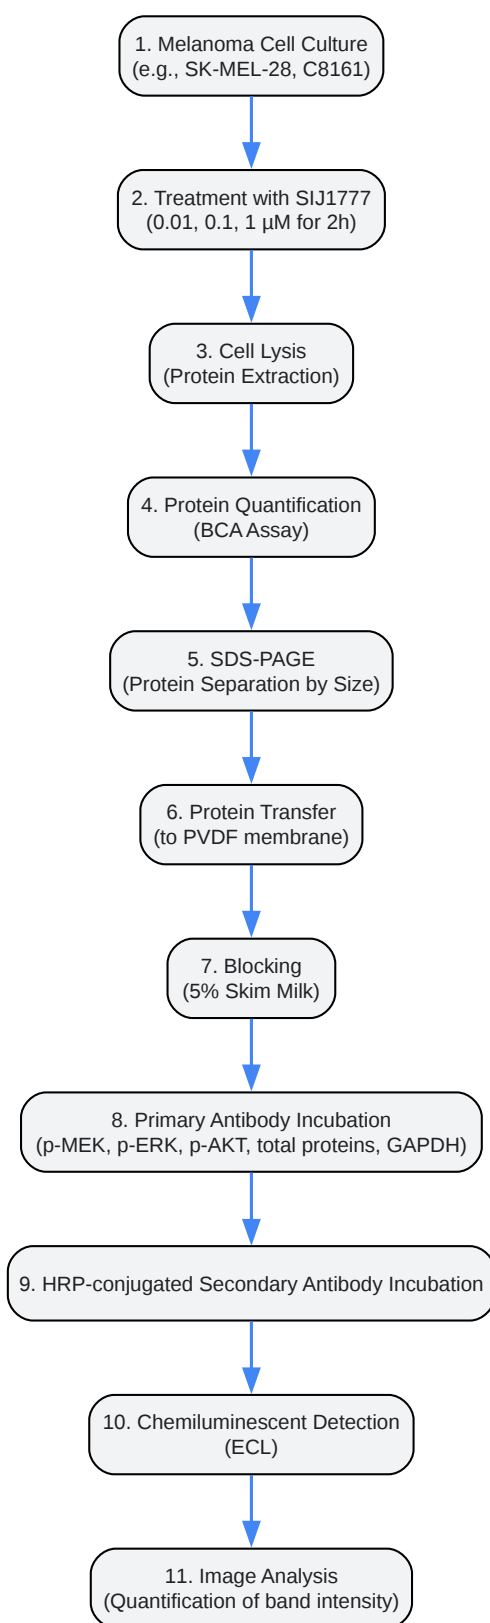 1. Melanoma Cell Culture
(e.g., SK-MEL-28, C8161)
2. Treatment with SIJ1777
(0.01, 0.1, 1 µM for 2h)
3. Cell Lysis
(Protein Extraction)
4. Protein Quantification
(BCA Assay)
5. SDS-PAGE
(Protein Separation by Size)
6. Protein Transfer
(to PVDF membrane)
7. Blocking
(5% Skim Milk)
8. Primary Antibody Incubation
(p-MEK, p-ERK, p-AKT, total proteins, GAPDH)
9. HRP-conjugated Secondary Antibody Incubation
10. Chemiluminescent Detection
(ECL)
11. Image Analysis
(Quantification of band intensity)